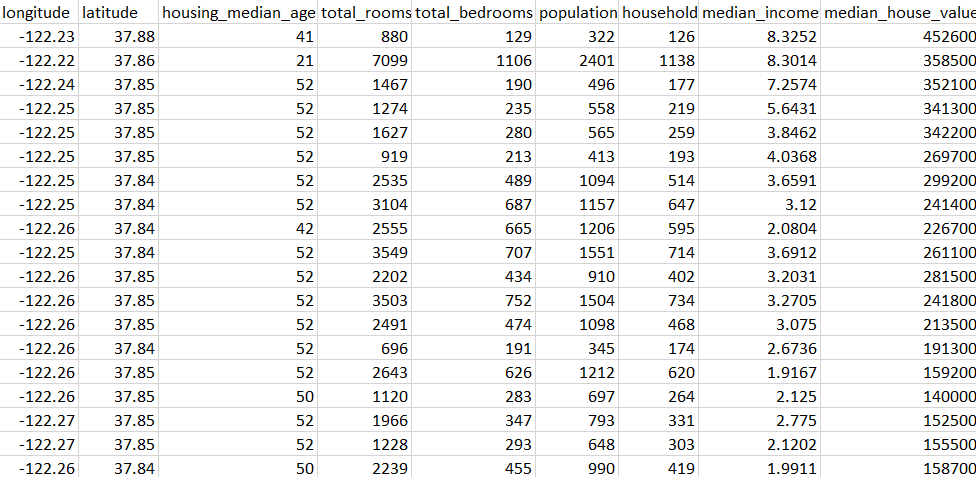 longitude latitude housing_median_age total_rooms total_bedrooms population household median_income median_house_value
-122.23 37.88 41 880 129 322 126 8.3252 452600
-122.22 37.86 21 7099 1106 2401 1138 8.3014 358500
-122.24 37.85 52 1467 190 496 177 7.2574 352100
-122.25 37.85 52 1274 235 558 219 5.6431 341300
-122.25 37.85 52 1627 280 565 259 3.8462 342200
-122.25 37.85 52 919 213 413 193 4.0368 269700
-122.25 37.84 52 2535 489 1094 514 3.6591 299200
-122.25 37.84 52 3104 687 1157 647 3.12 241400
-122.26 37.84 42 2555 665 1206 595 2.0804 226700
-122.25 37.84 52 3549 707 1551 714 3.6912 261100
-122.26 37.85 52 2202 434 910 402 3.2031 281500
-122.26 37.85 52 3503 752 1504 734 3.2705 241800
-122.26 37.85 52 2491 474 1098 468 3.075 213500
-122.26 37.84 52 696 191 345 174 2.6736 191300
-122.26 37.85 52 2643 626 1212 620 1.9167 159200
-122.26 37.85 50 1120 283 697 264 2.125 140000
-122.27 37.85 52 1966 347 793 331 2.775 152500
-122.27 37.85 52 1228 293 648 303 2.1202 155500
-122.26 37.84 50 2239 455 990 419 1.9911 158700